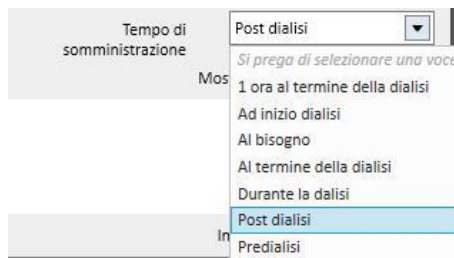 Tempo di
somministrazione
Post dialisi
Mos
Si prega di selezionare una voce
1 ora al termine della dialisi
Ad inizio dialisi
Al bisogno
Al termine della dialisi
Durante la dalisi
Post dialisi
In
Predialisi